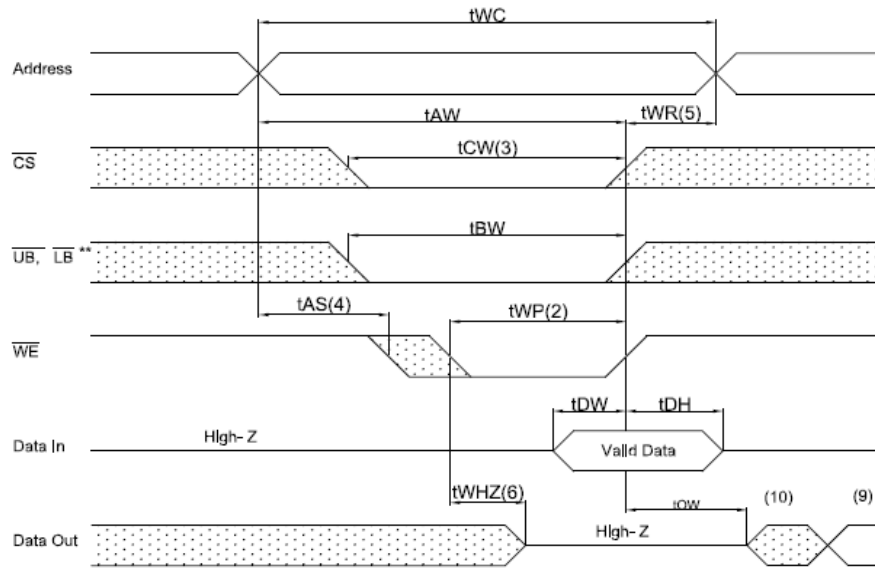 tWC
Address
tAW
tWR(5)
CS
tCW(3)
UB, LB **
tBW
tAS(4)
tWP(2)
WE
tDW
tDH
Data In
High-Z
Valid Data
tWHZ(6)
tOW
(10)
(9)
Data Out
High-Z